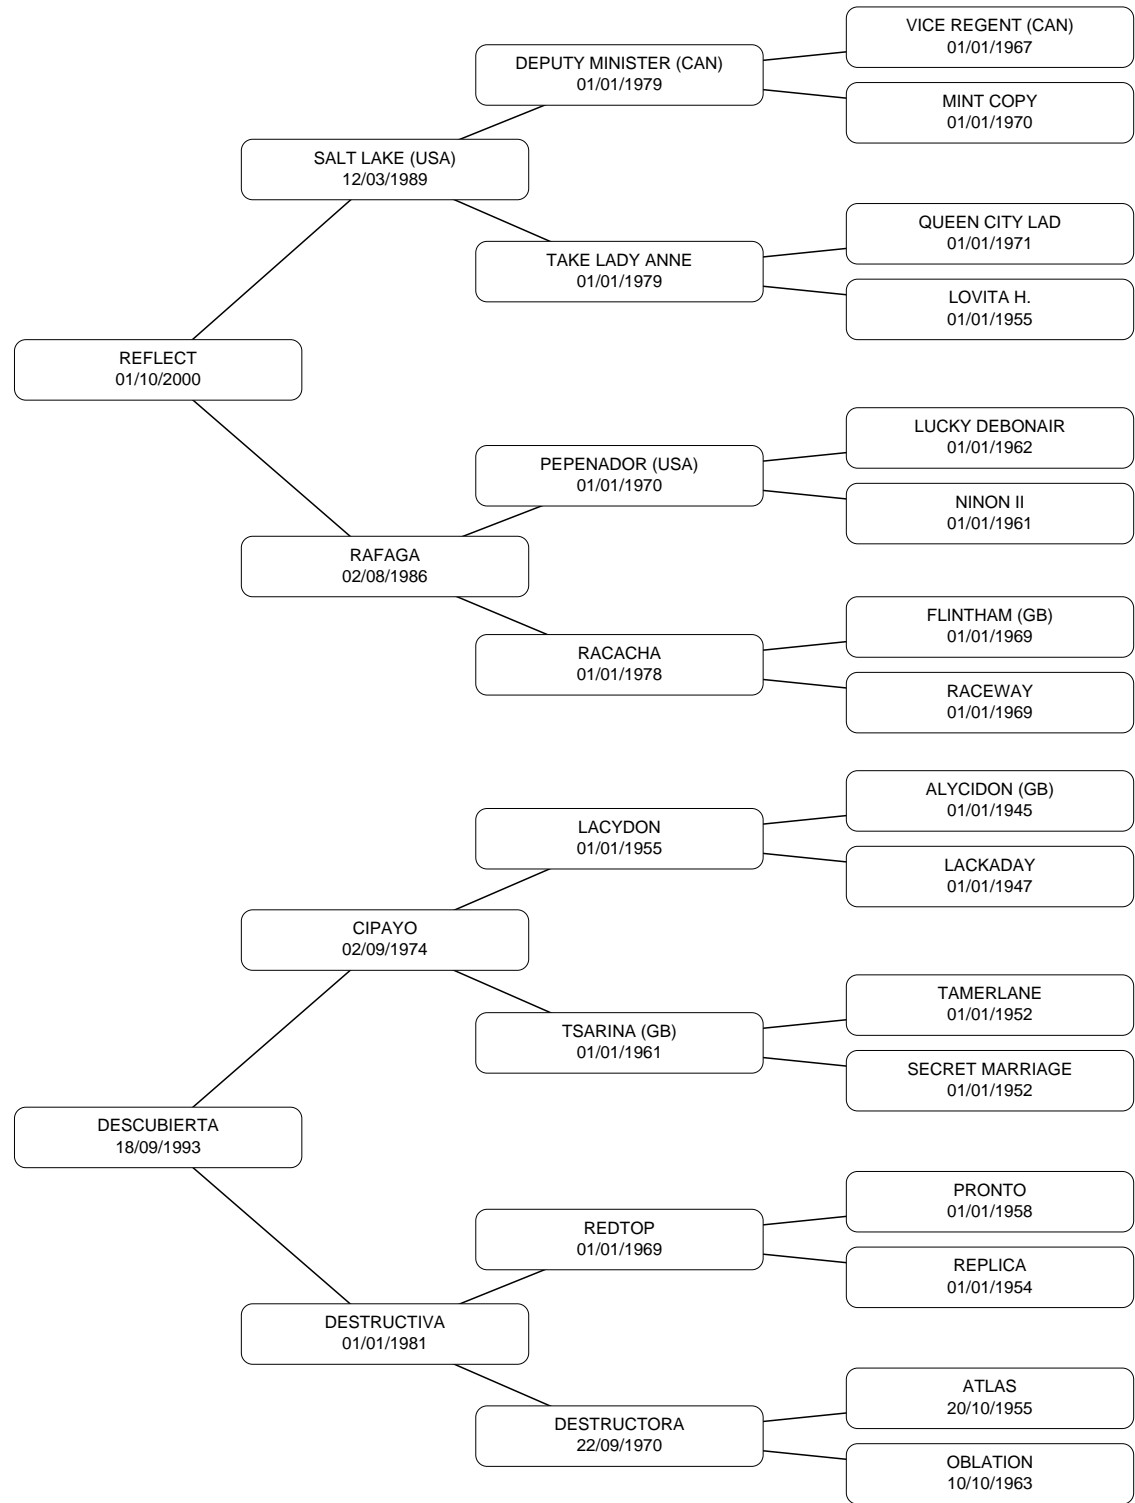 VICE REGENT (CAN)
01/01/1967
DEPUTY MINISTER (CAN)
01/01/1979
MINT COPY
01/01/1970
SALT LAKE (USA)
12/03/1989
QUEEN CITY LAD
01/01/1971
TAKE LADY ANNE
01/01/1979
LOVITA H.
01/01/1955
REFLECT
01/10/2000
LUCKY DEBONAIR
01/01/1962
PEPENADOR (USA)
01/01/1970
NINON II
01/01/1961
RAFAGA
02/08/1986
FLINTHAM (GB)
01/01/1969
RACACHA
01/01/1978
RACEWAY
01/01/1969
ALYCIDON (GB)
01/01/1945
LACYDON
01/01/1955
LACKADAY
01/01/1947
CIPAYO
02/09/1974
TAMERLANE
01/01/1952
TSARINA (GB)
01/01/1961
SECRET MARRIAGE
01/01/1952
DESCUBIERTA
18/09/1993
PRONTO
01/01/1958
REDTOP
01/01/1969
REPLICA
01/01/1954
DESTRUCTIVA
01/01/1981
ATLAS
20/10/1955
DESTRUCTORA
22/09/1970
OBLATION
10/10/1963